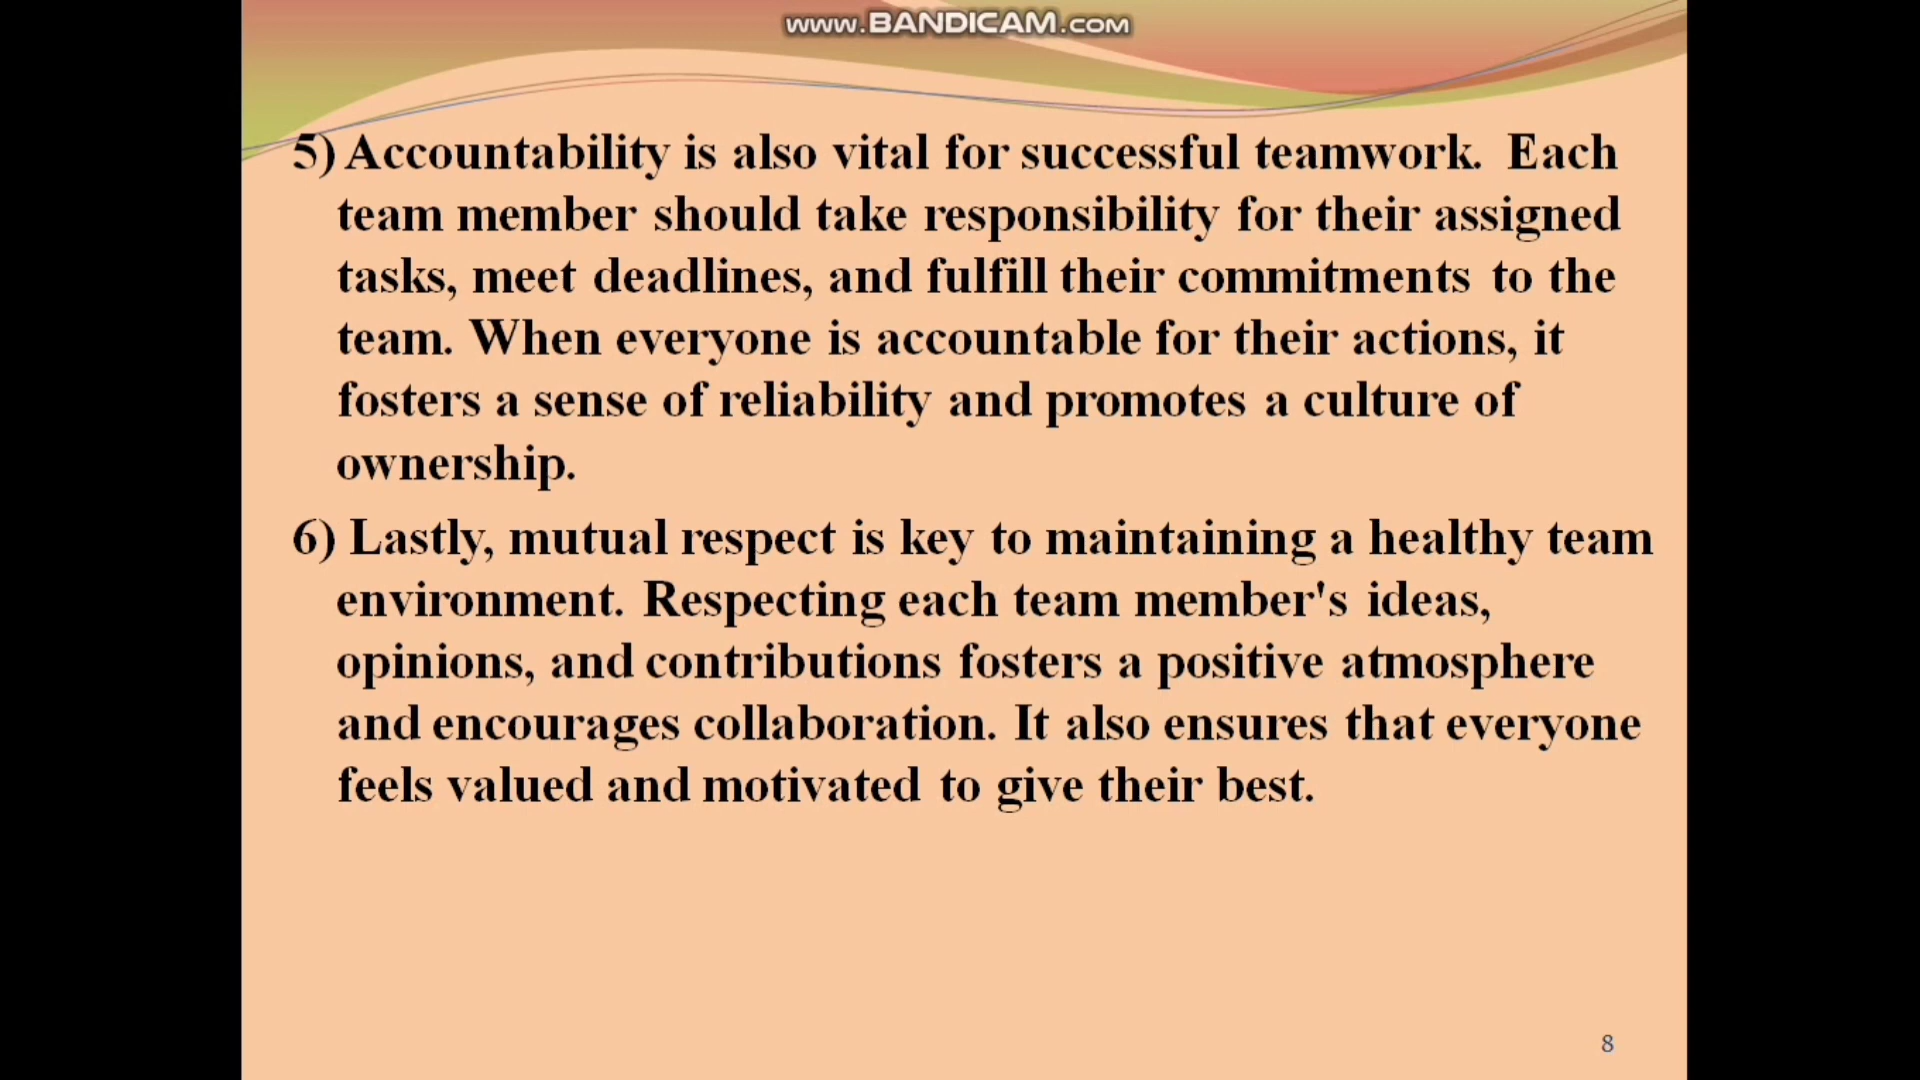 www.BANDICAM.com
5) Accountability is also vital for successful teamwork. Each
team member should take responsibility for their assigned
tasks, meet deadlines, and fulfill their commitments to the
team. When everyone is accountable for their actions, it
fosters a sense of reliability and promotes a culture of
ownership.
6) Lastly, mutual respect is key to maintaining a healthy team
environment. Respecting each team member's ideas,
opinions, and contributions fosters a positive atmosphere
and encourages collaboration. It also ensures that everyone
feels valued and motivated to give their best.
8